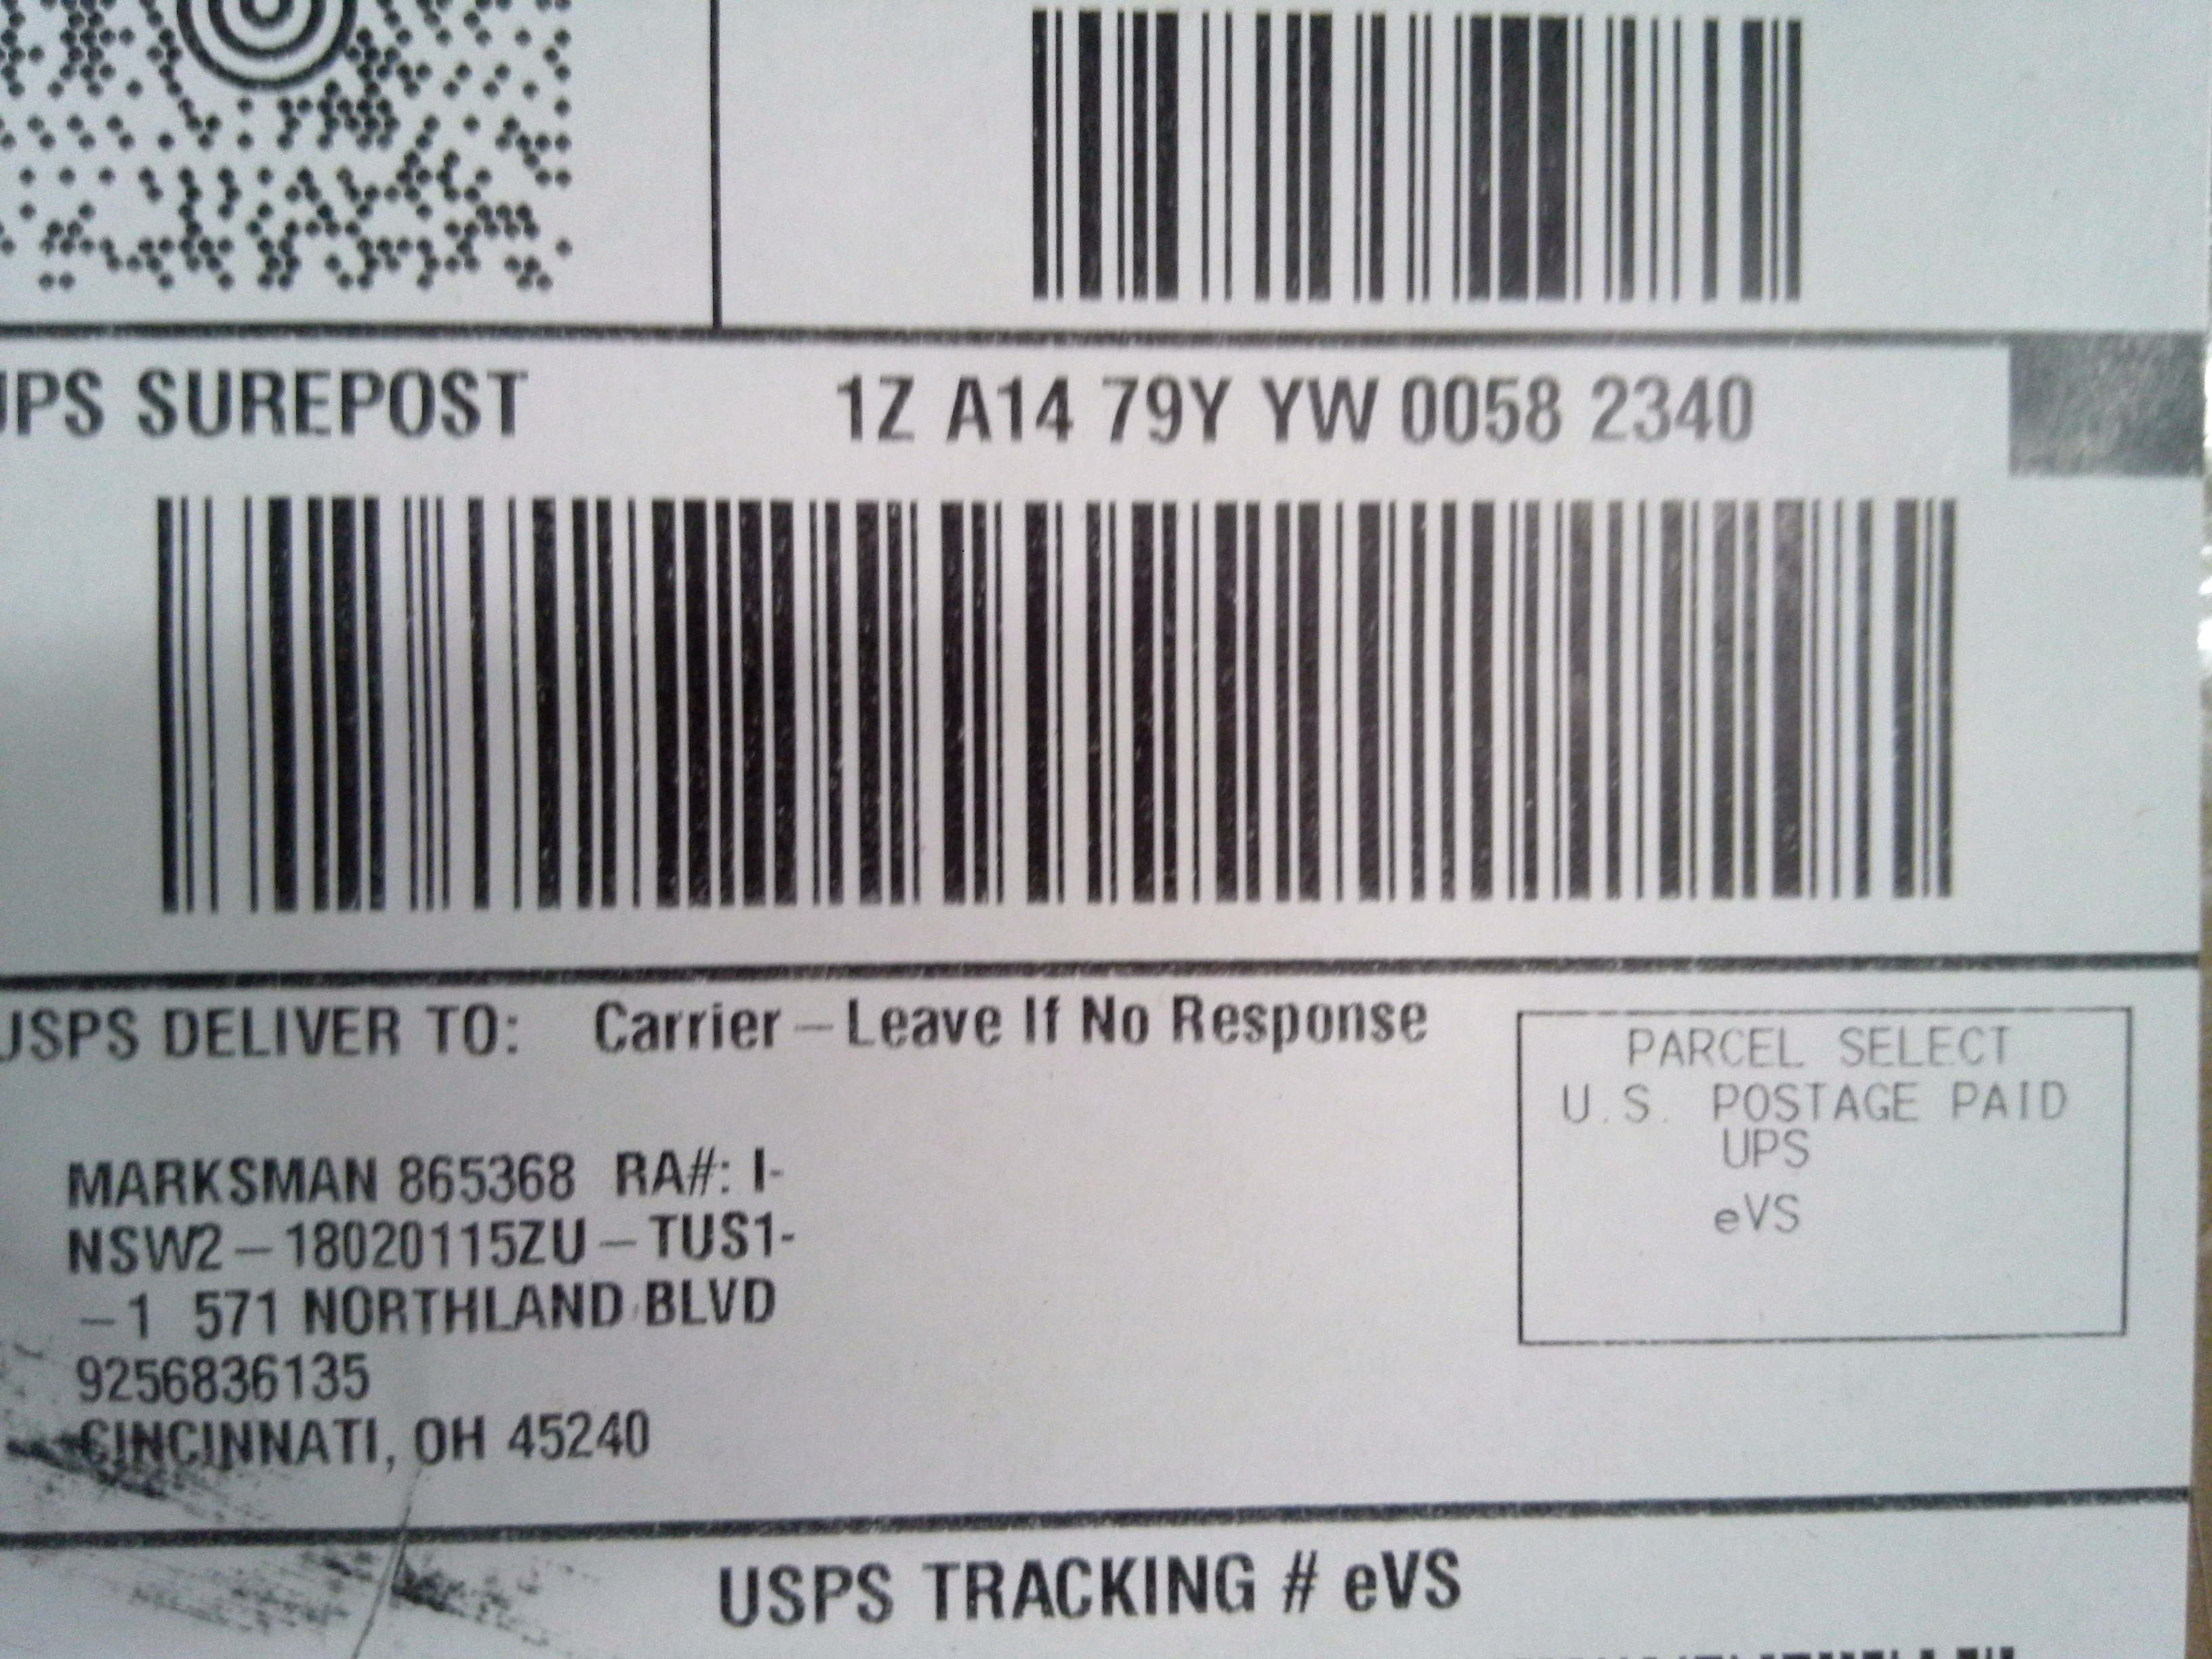 UPS SUREPOST 1Z A14 79Y YW 0058 2340
USPS DELIVER TO: Carrier – Leave If No Response
PARCEL SELECT
U.S. POSTAGE PAID
UPS
eVS
MARKSMAN 865368 RA#: I-
NSW2 – 18020115ZU – TUS1-
– 1 571 NORTHLAND BLVD
9256836135
CINCINNATI, OH 45240
USPS TRACKING # eVS